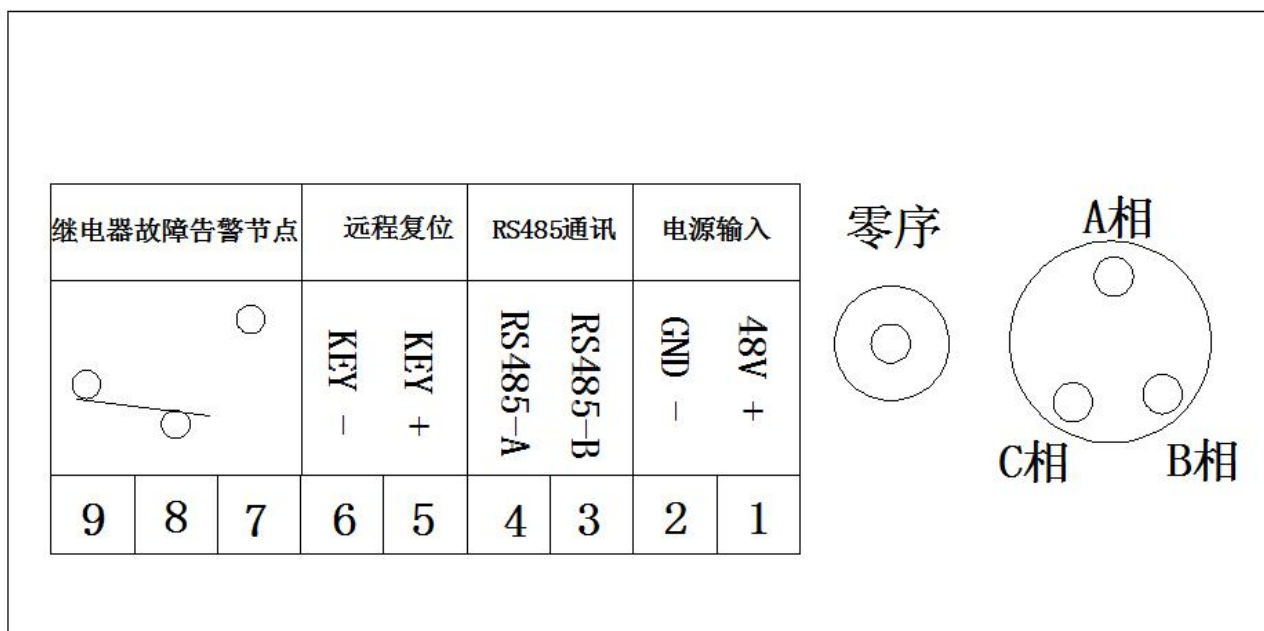 继电器故障告警节点 远程复位 RS485通讯 电源输入
零序
A相
KEY -
KEY +
RS485-A
RS485-B
GND -
48V +
C相
B相
9 8 7 6 5 4 3 2 1